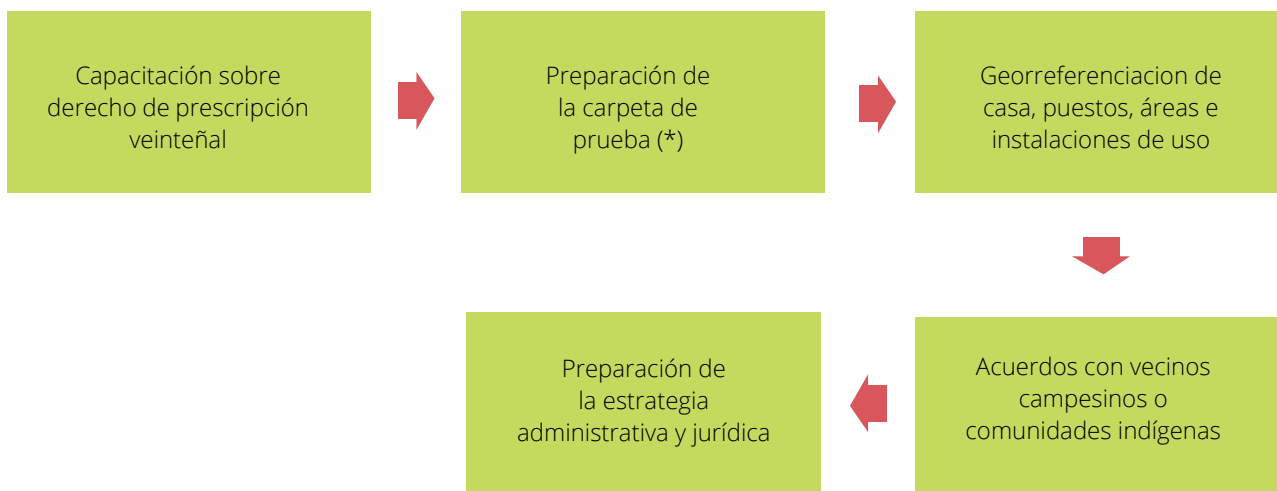 Capacitación sobre
derecho de prescripción
veinteñal
Preparación de
la carpeta de
prueba (*)
Georreferenciacion de
casa, puestos, áreas e
instalaciones de uso
Acuerdos con vecinos
campesinos o
comunidades indígenas
Preparación de
la estrategia
administrativa y jurídica